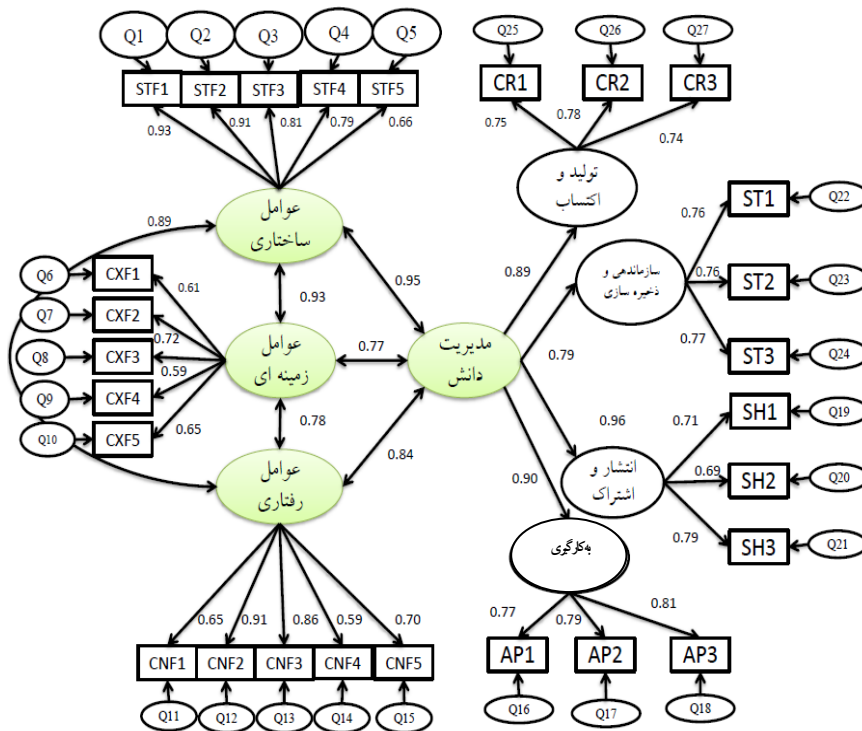 Q1 Q2 Q3 Q4 Q5
STF1 STF2 STF3 STF4 STF5
0.93 0.91 0.81 0.79 0.66
عوامل
ساختاری
0.89
0.95
0.93
Q6 CXF1
Q7 CXF2
Q8 CXF3
Q9 CXF4
Q10 CXF5
0.61
0.72
0.59
0.65
عوامل
زمینه ای
0.77
0.78
0.84
عوامل
رفتاری
0.65 0.91 0.86 0.59 0.70
CNF1 CNF2 CNF3 CNF4 CNF5
Q11 Q12 Q13 Q14 Q15
مدیریت
دانش
Q25 Q26 Q27
CR1 CR2 CR3
0.75 0.78 0.74
تولید و
اکتساب
0.89
سازماندهی و
ذخیره سازی
0.79
0.76
0.76
0.77
ST1 Q22
ST2 Q23
ST3 Q24
0.96
انتشار و
اشتراک
0.71
0.69
0.79
SH1 Q19
SH2 Q20
SH3 Q21
0.90
به‌کارگیری
0.77 0.79 0.81
AP1 AP2 AP3
Q16 Q17 Q18